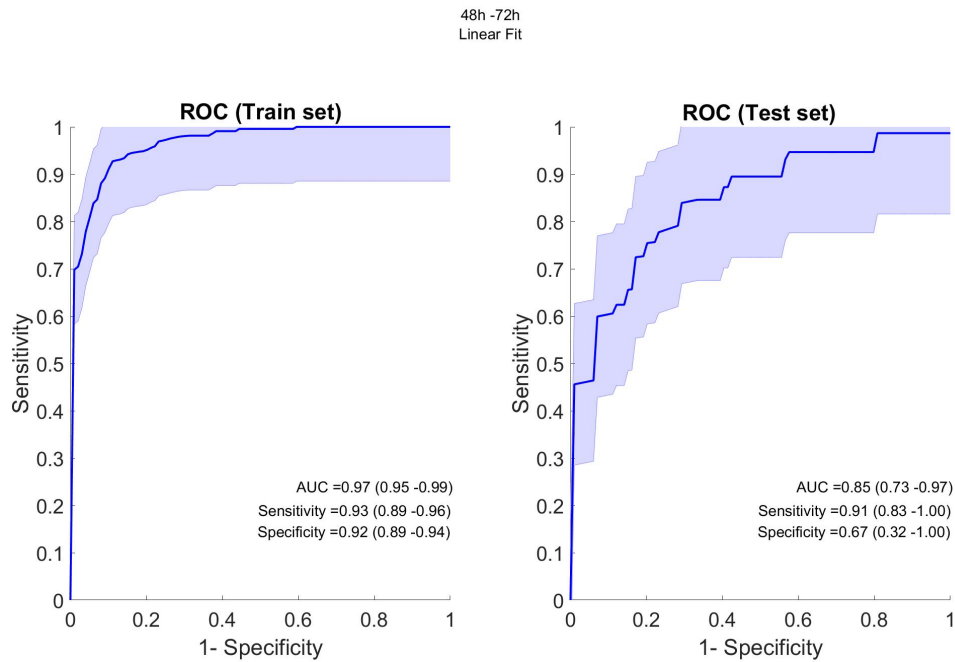 48h -72h
Linear Fit
ROC (Train set)
1
0.9
0.8
0.7
0.6
0.5
0.4
0.3
0.2
0.1
0
Sensitivity
AUC =0.97 (0.95 -0.99)
Sensitivity =0.93 (0.89 -0.96)
Specificity =0.92 (0.89 -0.94)
0 0.2 0.4 0.6 0.8 1
1- Specificity
ROC (Test set)
1
0.9
0.8
0.7
0.6
0.5
0.4
0.3
0.2
0.1
0
Sensitivity
AUC =0.85 (0.73 -0.97)
Sensitivity =0.91 (0.83 -1.00)
Specificity =0.67 (0.32 -1.00)
0 0.2 0.4 0.6 0.8 1
1- Specificity